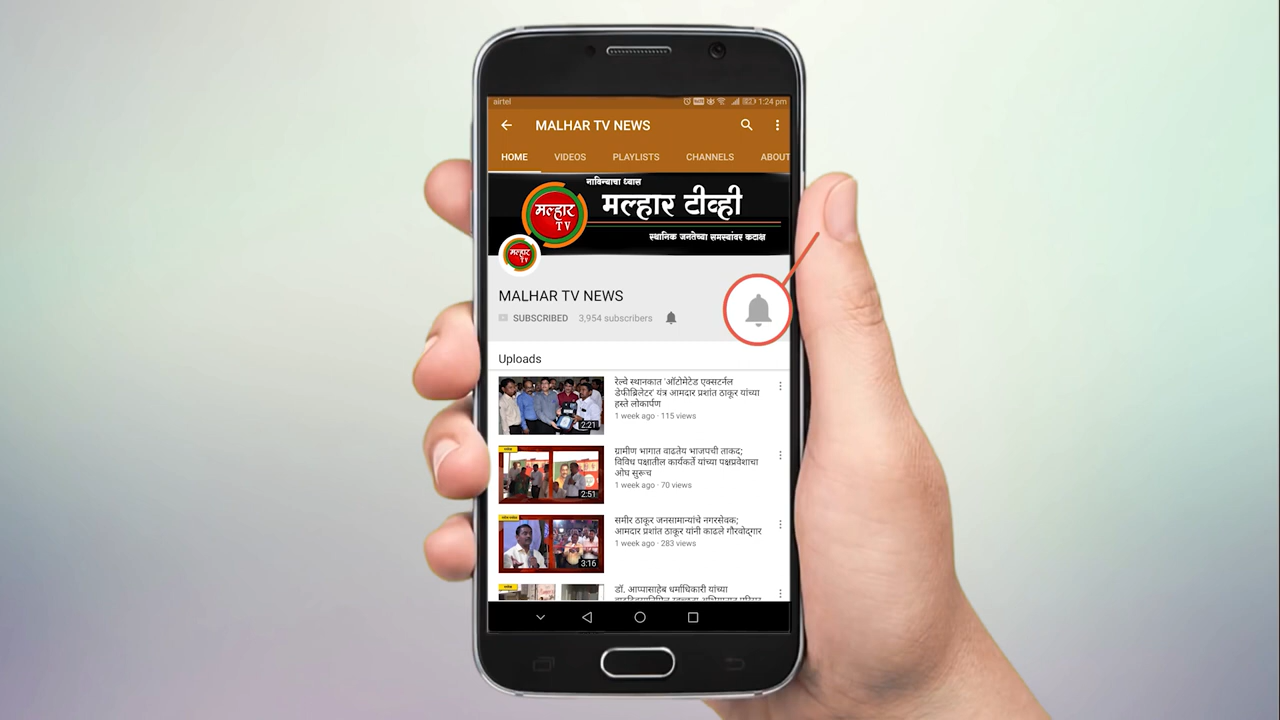 airtel 1:24 pm
MALHAR TV NEWS
HOME VIDEOS PLAYLISTS CHANNELS ABOUT
नाविन्याचा ध्यास
मल्हार टीव्ही
मल्हार
TV
स्थानिक जनतेच्या समस्यांवर कटाक्ष
मल्हार
TV
MALHAR TV NEWS
SUBSCRIBED 3,954 subscribers
Uploads
रेल्वे स्थानकात 'ऑटोमेटेड एक्सटर्नल
डेफीब्रिलेटर' यंत्र आमदार प्रशांत ठाकूर यांच्या
हस्ते लोकार्पण
1 week ago · 115 views
2:21
ग्रामीण भागात वाढतेय भाजपची ताकद;
विविध पक्षातील कार्यकर्ते यांच्या पक्षप्रवेशाचा
ओघ सुरूच
1 week ago · 70 views
2:51
समीर ठाकूर जनसामान्यांचे नगरसेवक;
आमदार प्रशांत ठाकूर यांनी काढले गौरवोद्गार
1 week ago · 283 views
3:16
डॉ. आप्पासाहेब धर्माधिकारी यांच्या